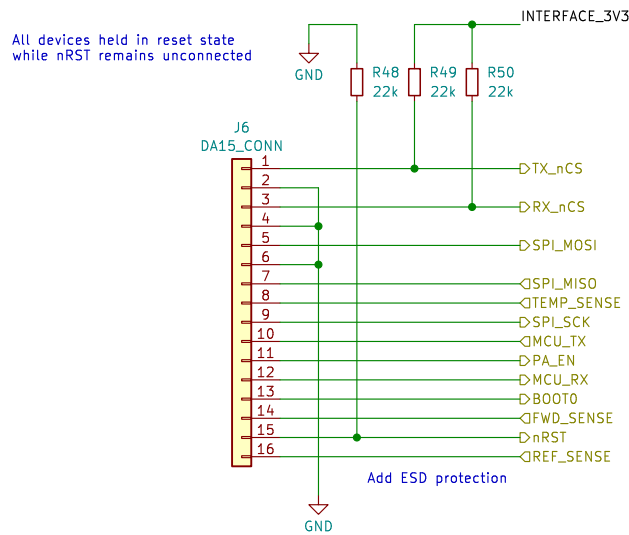 INTERFACE_3V3
All devices held in reset state
while nRST remains unconnected
GND
R48
22k
R49
22k
R50
22k
J6
DA15_CONN
1
TX_nCS
2
3
RX_nCS
4
5
SPI_MOSI
6
7
SPI_MISO
8
TEMP_SENSE
9
SPI_SCK
10
MCU_TX
11
PA_EN
12
MCU_RX
13
BOOT0
14
FWD_SENSE
15
nRST
16
REF_SENSE
Add ESD protection
GND